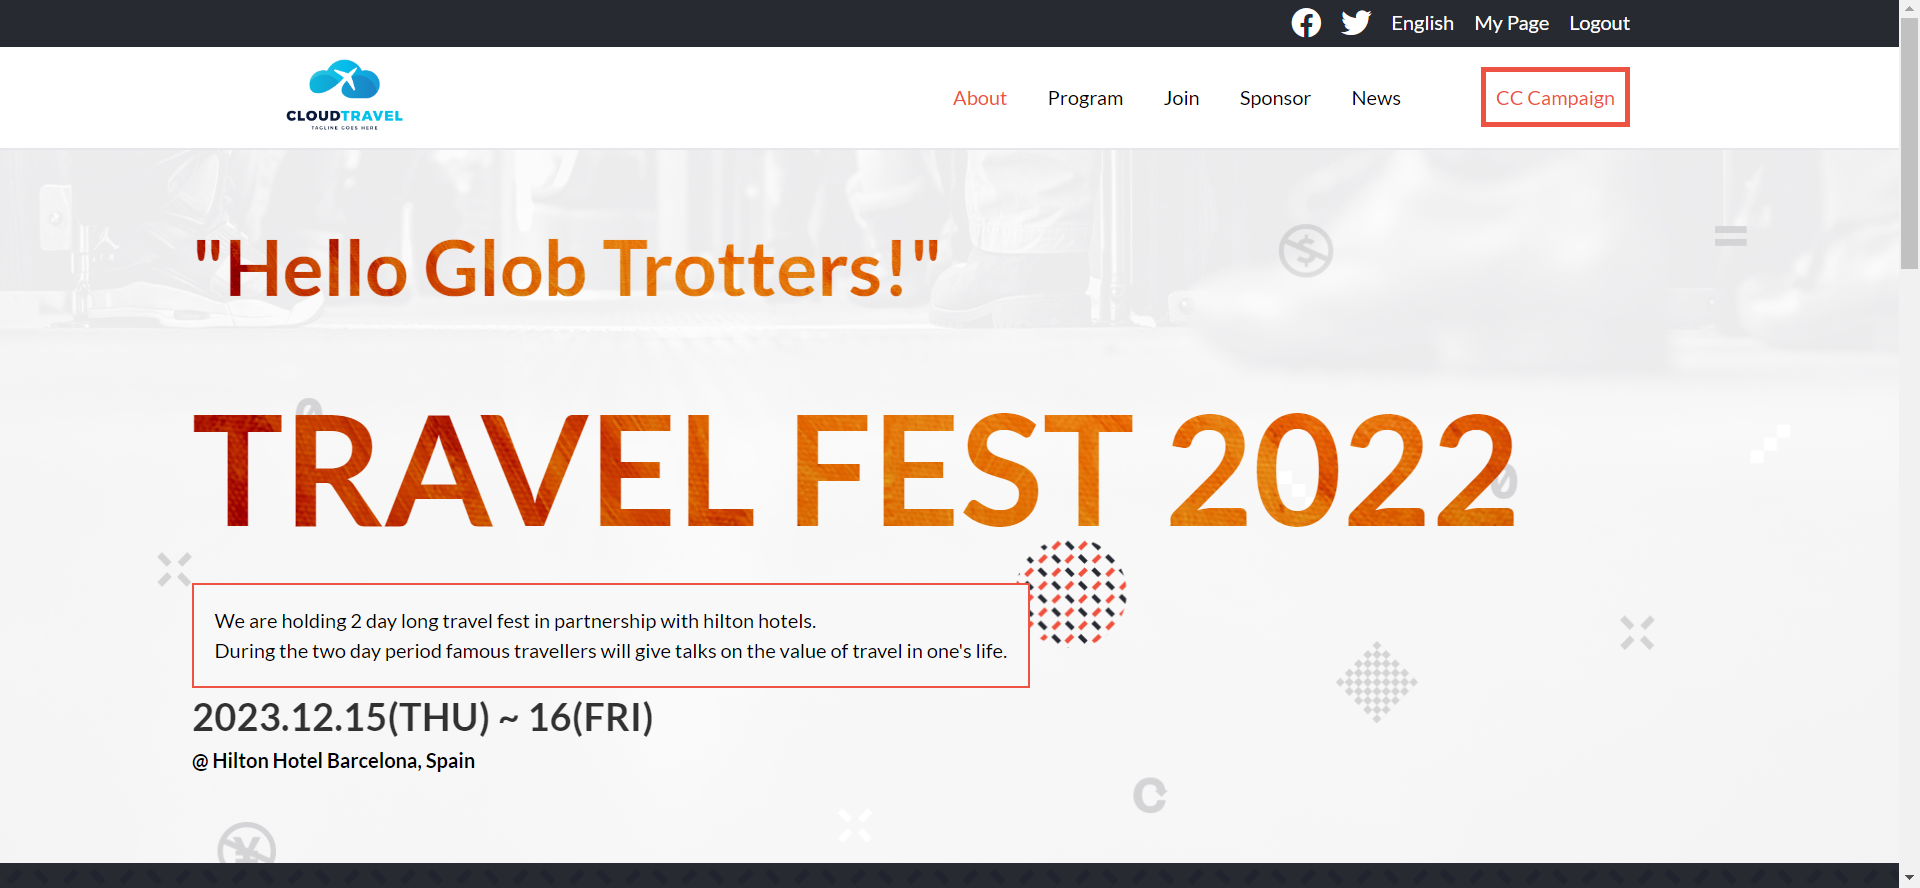 English My Page Logout
CLOUDTRAVEL
TAGLINE GOES HERE
About Program Join Sponsor News CC Campaign
"Hello Glob Trotters!"
TRAVEL FEST 2022
We are holding 2 day long travel fest in partnership with hilton hotels.
During the two day period famous travellers will give talks on the value of travel in one's life.
2023.12.15(THU) ~ 16(FRI)
@ Hilton Hotel Barcelona, Spain